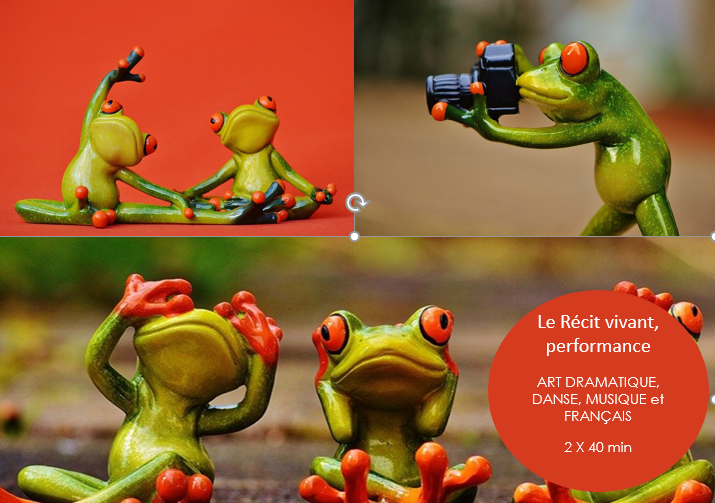 Le Récit vivant,
performance
ART DRAMATIQUE,
DANSE, MUSIQUE et
FRANÇAIS
2 X 40 min